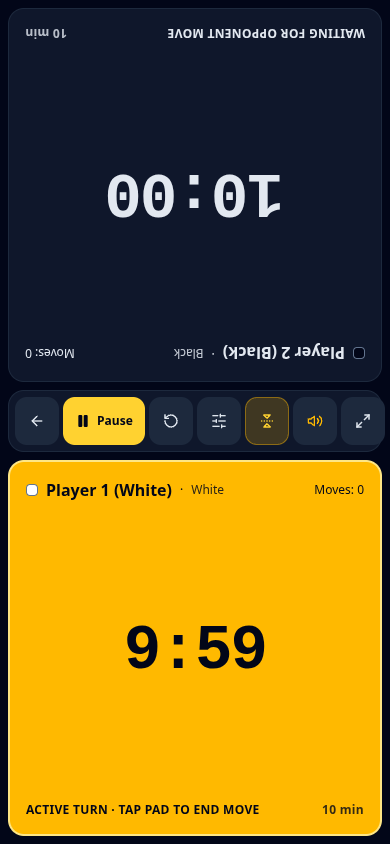 WAITING FOR OPPONENT MOVE
10 min
10:00
Player 2 (Black) · Black
Moves: 0
Pause
Player 1 (White) · White
Moves: 0
9:59
ACTIVE TURN · TAP PAD TO END MOVE
10 min